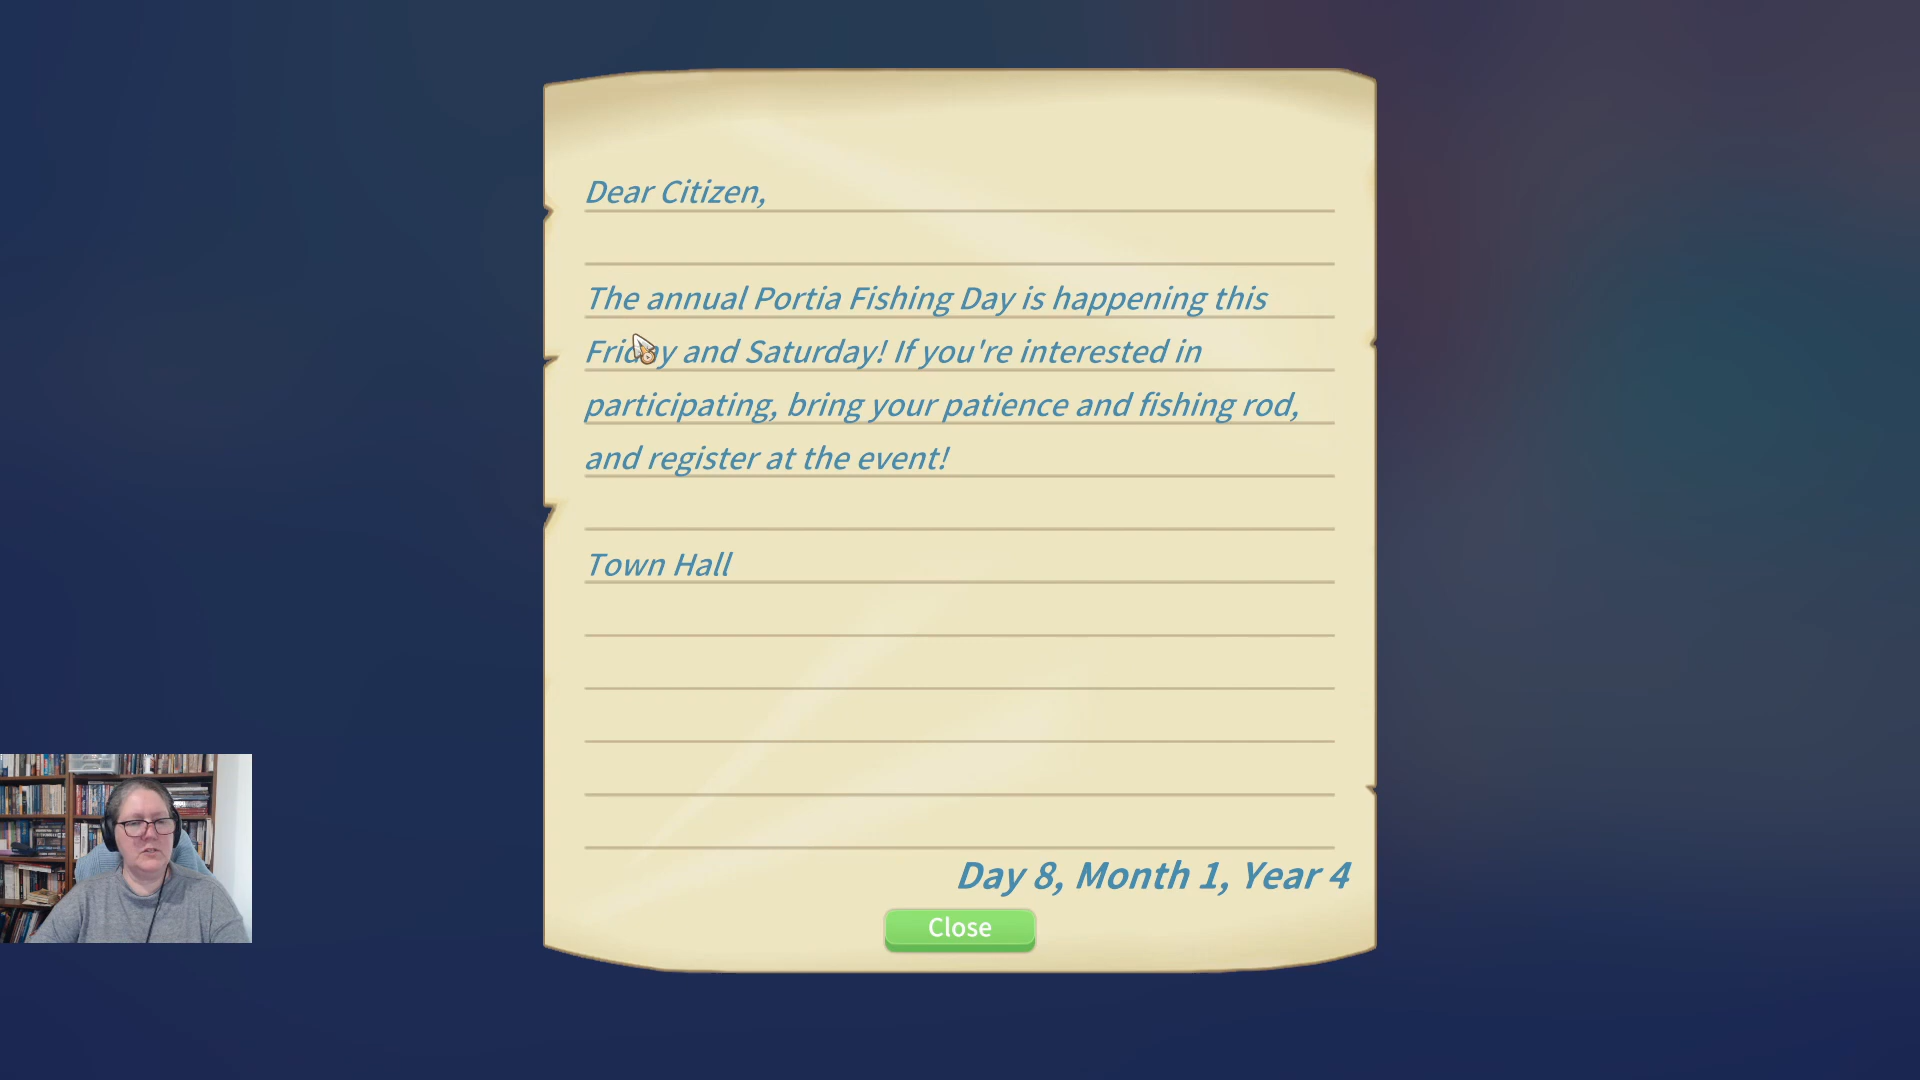 Dear Citizen,
The annual Portia Fishing Day is happening this
Friday and Saturday! If you're interested in
participating, bring your patience and fishing rod,
and register at the event!
Town Hall
Day 8, Month 1, Year 4
Close